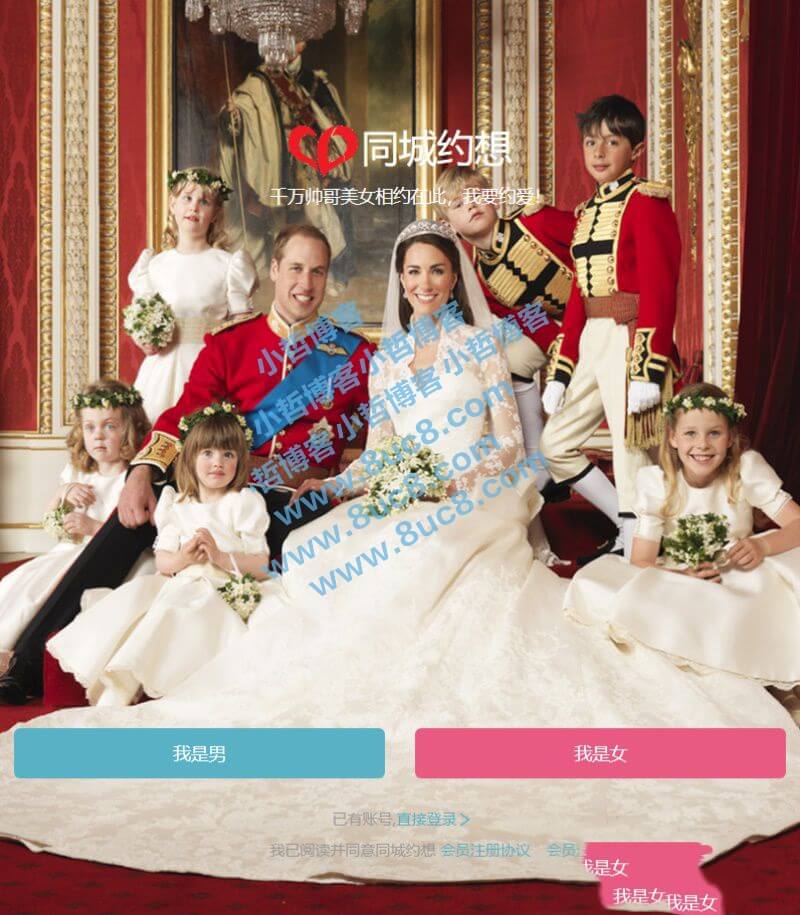 同城约想
千万帅哥美女相约在此，我要约爱!
小哲博客
小哲博客小哲博客
哲博客小哲博客小哲博客
www.8uc8.com
www.8uc8.com
www.8uc8.com
我是男
我是女
已有账号,直接登录>
我已阅读并同意同城约想 会员注册协议 会员
是女
我是女
我是女